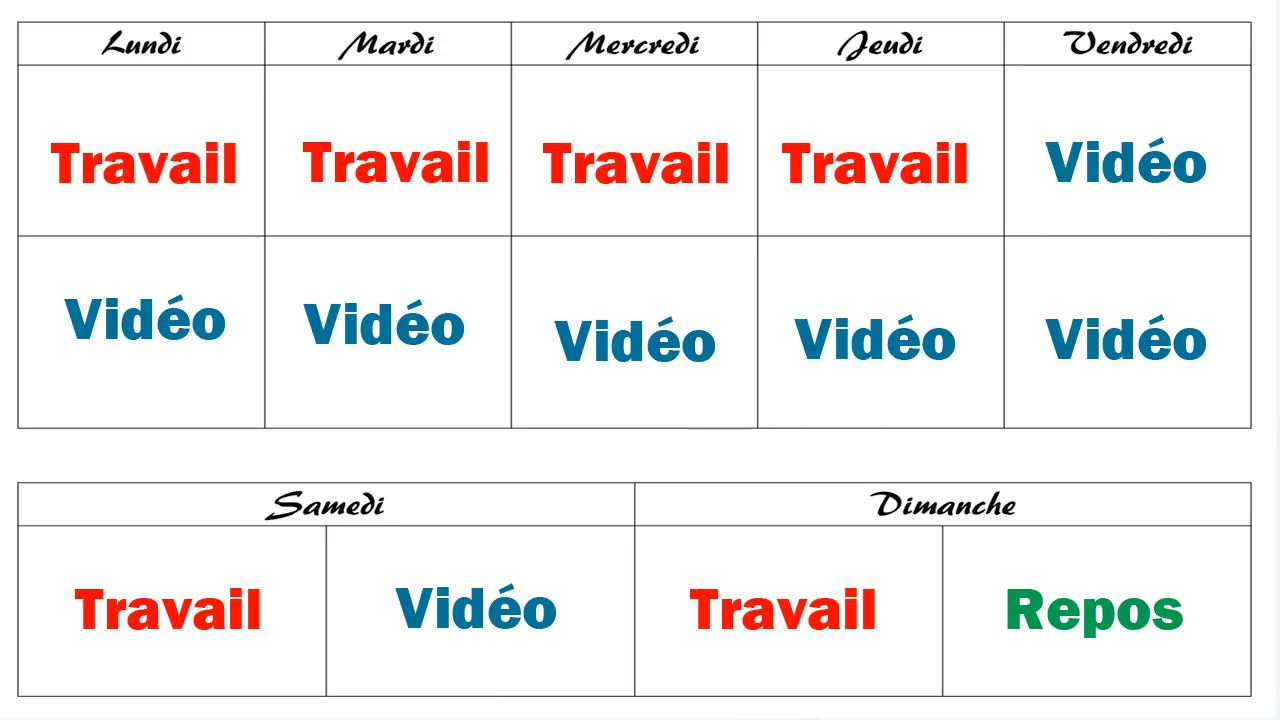 Lundi Mardi Mercredi Jeudi Vendredi
Travail Travail Travail Travail Vidéo
Vidéo Vidéo Vidéo Vidéo Vidéo
Samedi Dimanche
Travail Vidéo Travail Repos